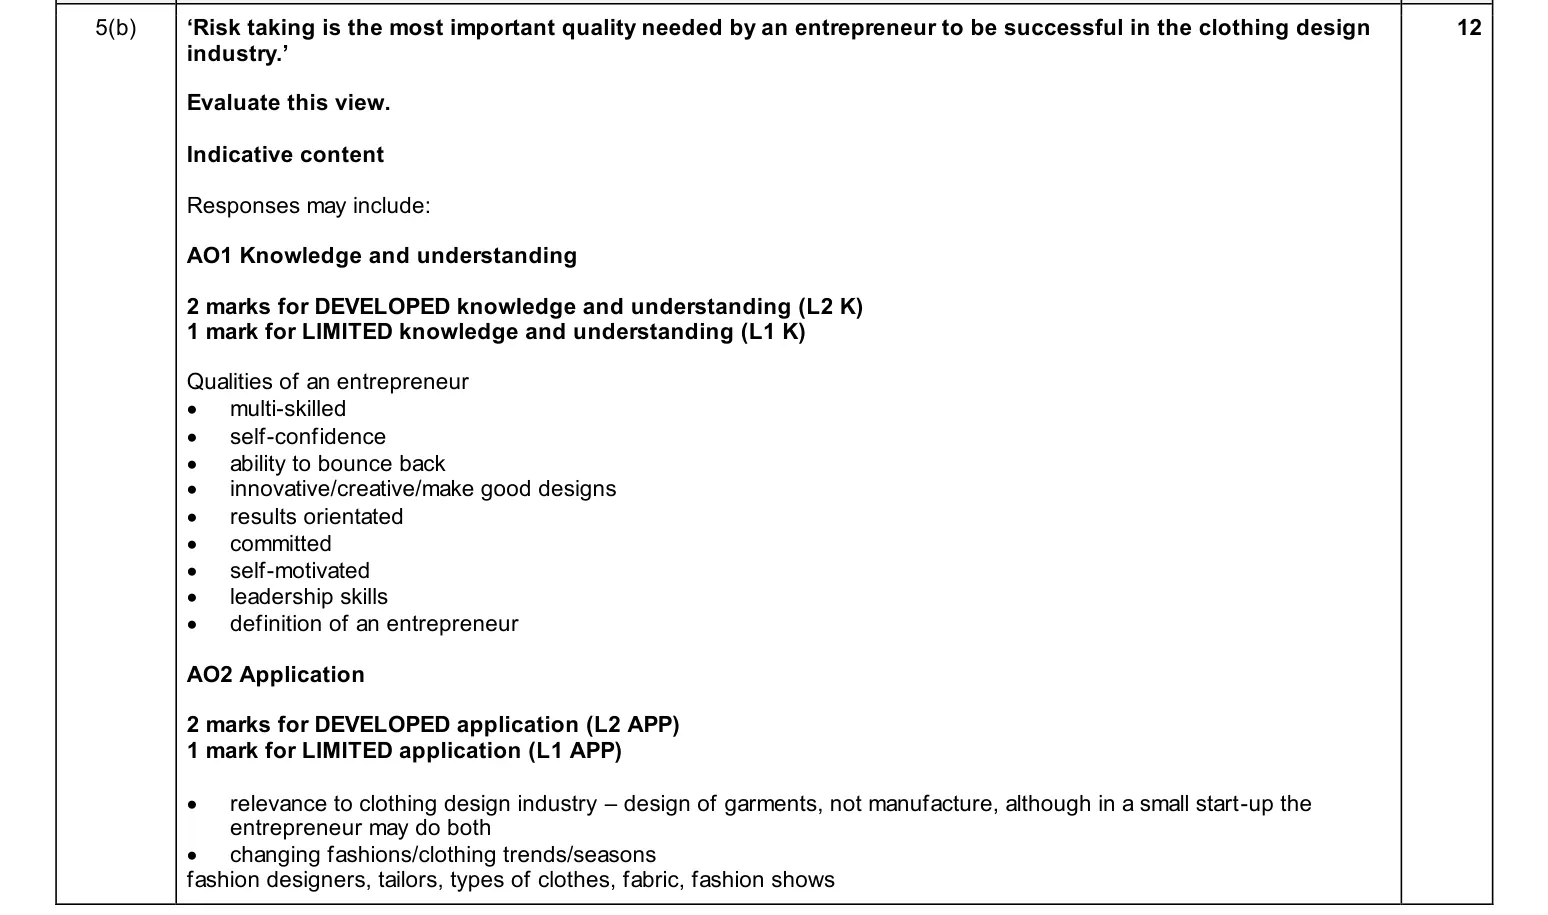 5(b)
‘Risk taking is the most important quality needed by an entrepreneur to be successful in the clothing design
industry.’
12
Evaluate this view.
Indicative content
Responses may include:
AO1 Knowledge and understanding
2 marks for DEVELOPED knowledge and understanding (L2 K)
1 mark for LIMITED knowledge and understanding (L1 K)
Qualities of an entrepreneur
• multi-skilled
• self-confidence
• ability to bounce back
• innovative/creative/make good designs
• results orientated
• committed
• self-motivated
• leadership skills
• definition of an entrepreneur
AO2 Application
2 marks for DEVELOPED application (L2 APP)
1 mark for LIMITED application (L1 APP)
• relevance to clothing design industry – design of garments, not manufacture, although in a small start-up the
entrepreneur may do both
• changing fashions/clothing trends/seasons
fashion designers, tailors, types of clothes, fabric, fashion shows